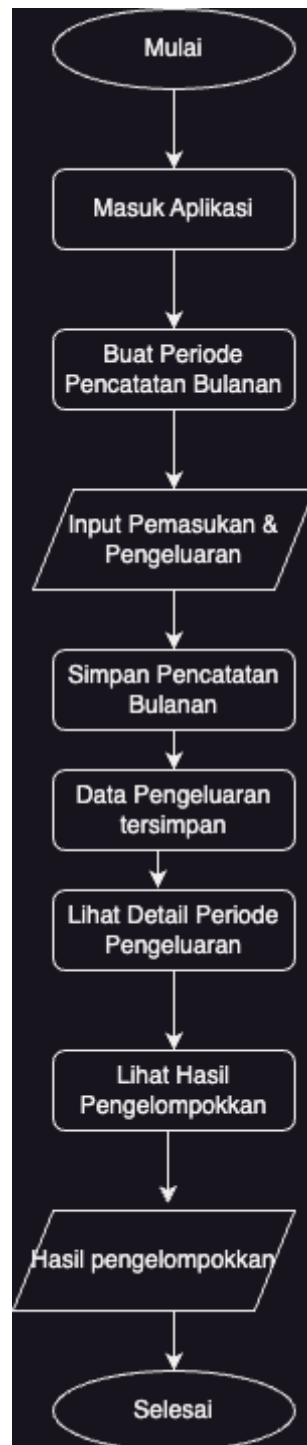 Mulai
Masuk Aplikasi
Buat Periode
Pencatatan Bulanan
Input Pemasukan &
Pengeluaran
Simpan Pencatatan
Bulanan
Data Pengeluaran
tersimpan
Lihat Detail Periode
Pengeluaran
Lihat Hasil
Pengelompokkan
Hasil pengelompokkan
Selesai